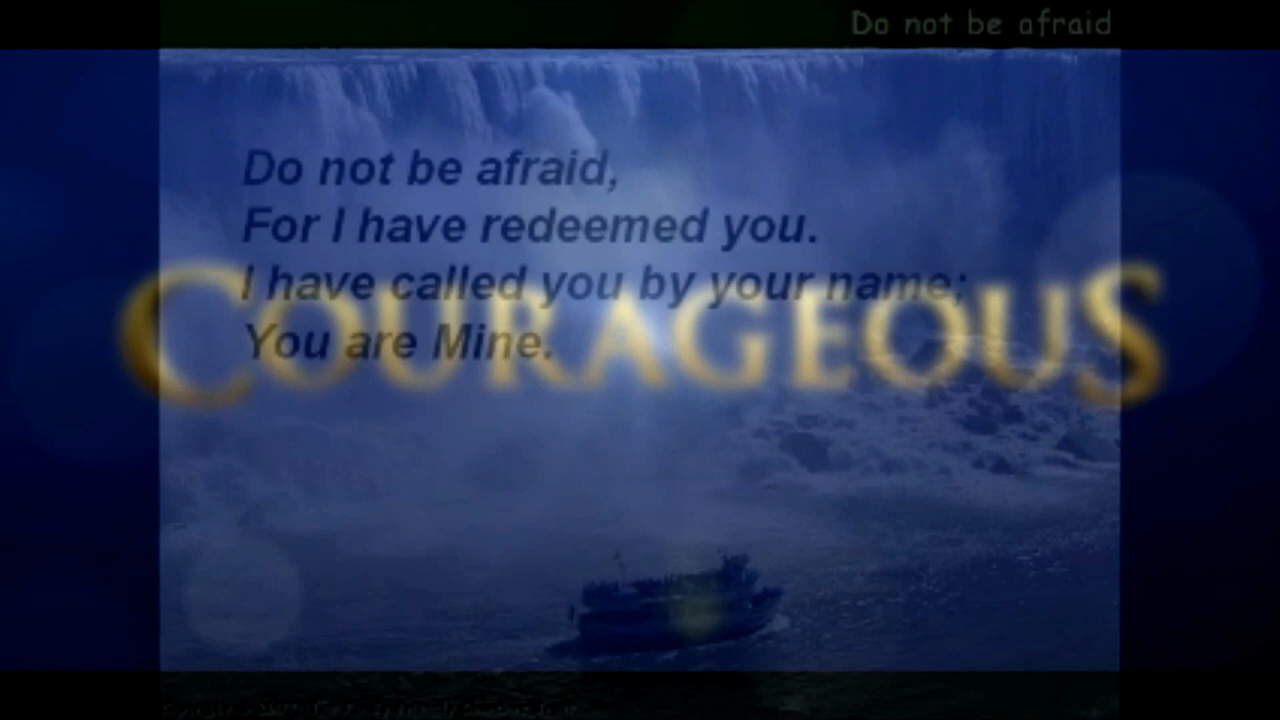 Do not be afraid
Do not be afraid,
For I have redeemed you.
I have called you by your name;
You are Mine.
COURAGEOUS